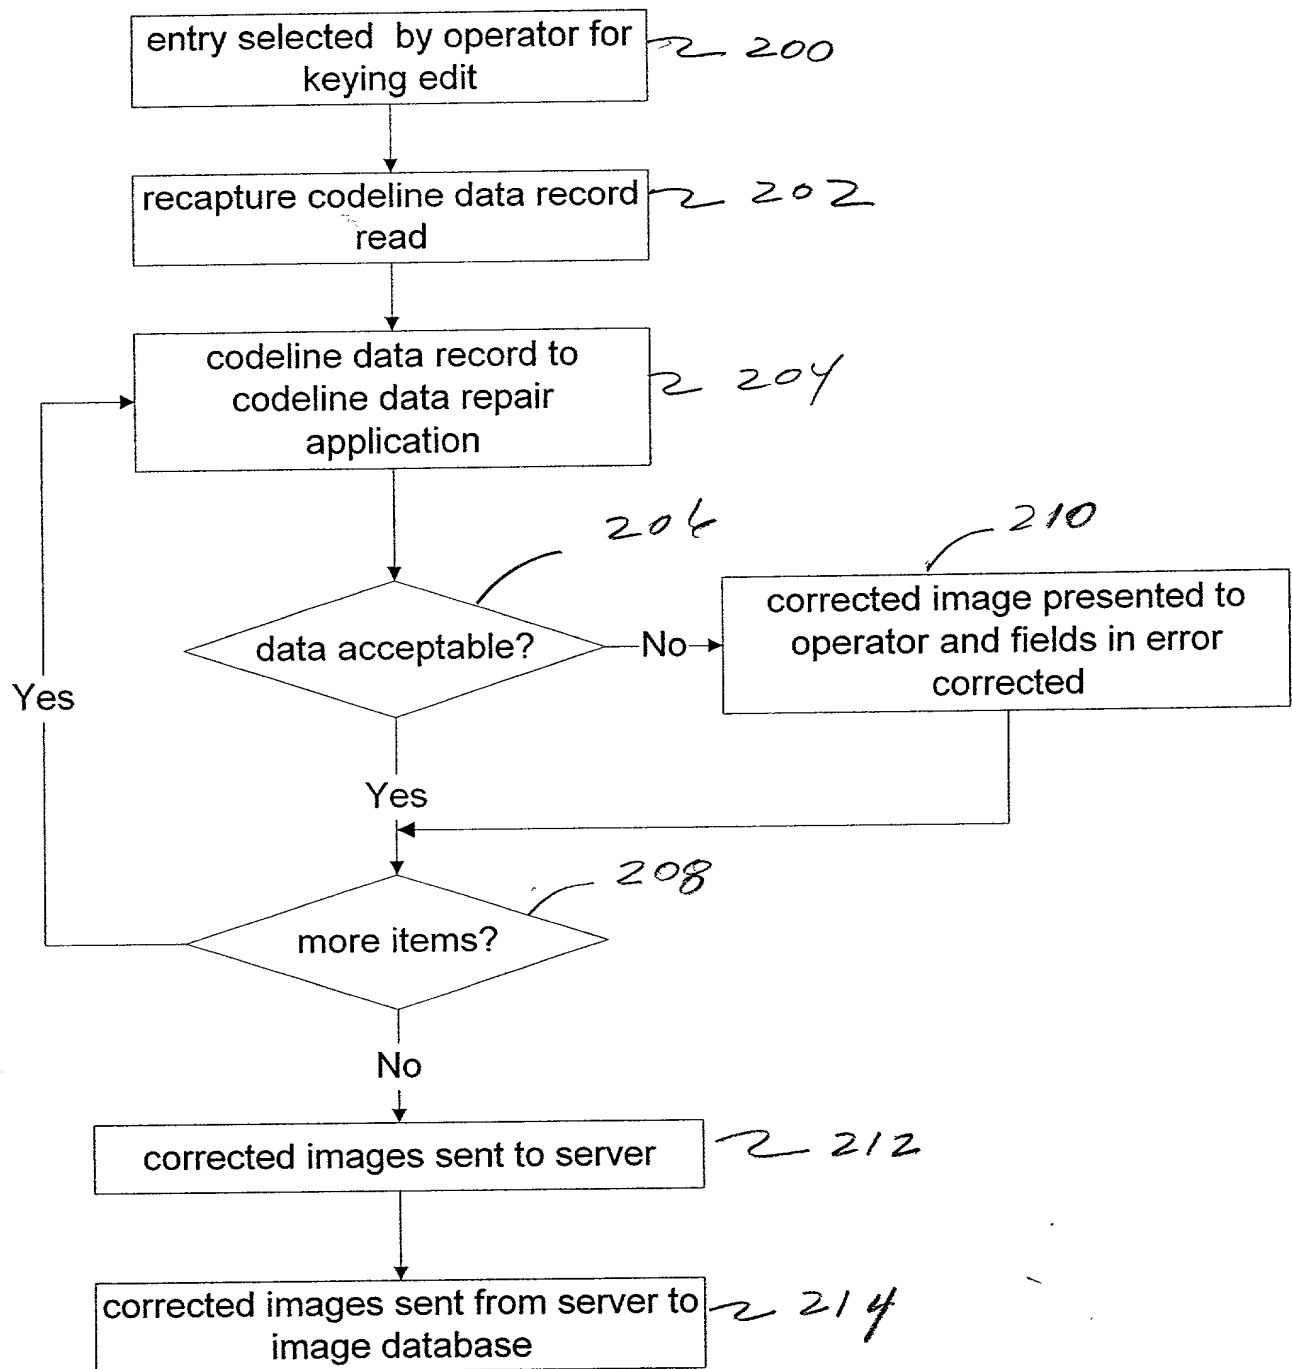 entry selected by operator for
keying edit
200
recapture codeline data record
read
202
codeline data record to
codeline data repair
application
204
206
210
data acceptable?
No
corrected image presented to
operator and fields in error
corrected
Yes
Yes
208
more items?
No
corrected images sent to server
212
corrected images sent from server to
image database
214